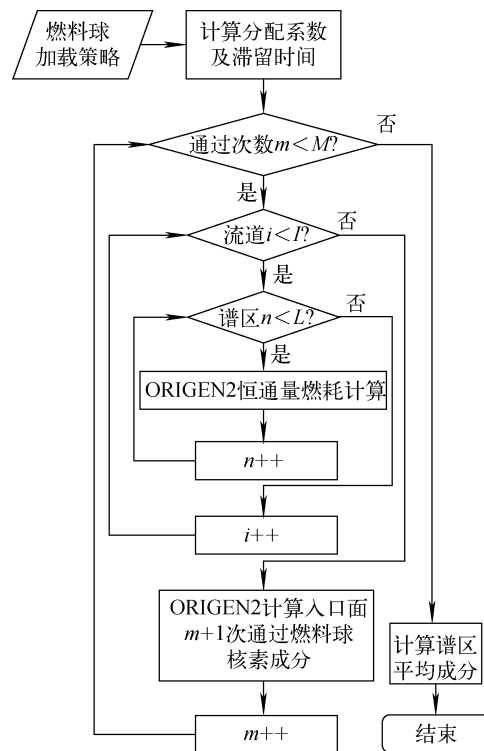 燃料球
加载策略
计算分配系数
及滞留时间
通过次数m<M?
否
是
流道i<I?
否
是
谱区n<L?
否
是
ORIGEN2恒通量燃耗计算
n++
i++
ORIGEN2计算入口面
m+1次通过燃料球
核素成分
计算谱区
平均成分
m++
结束